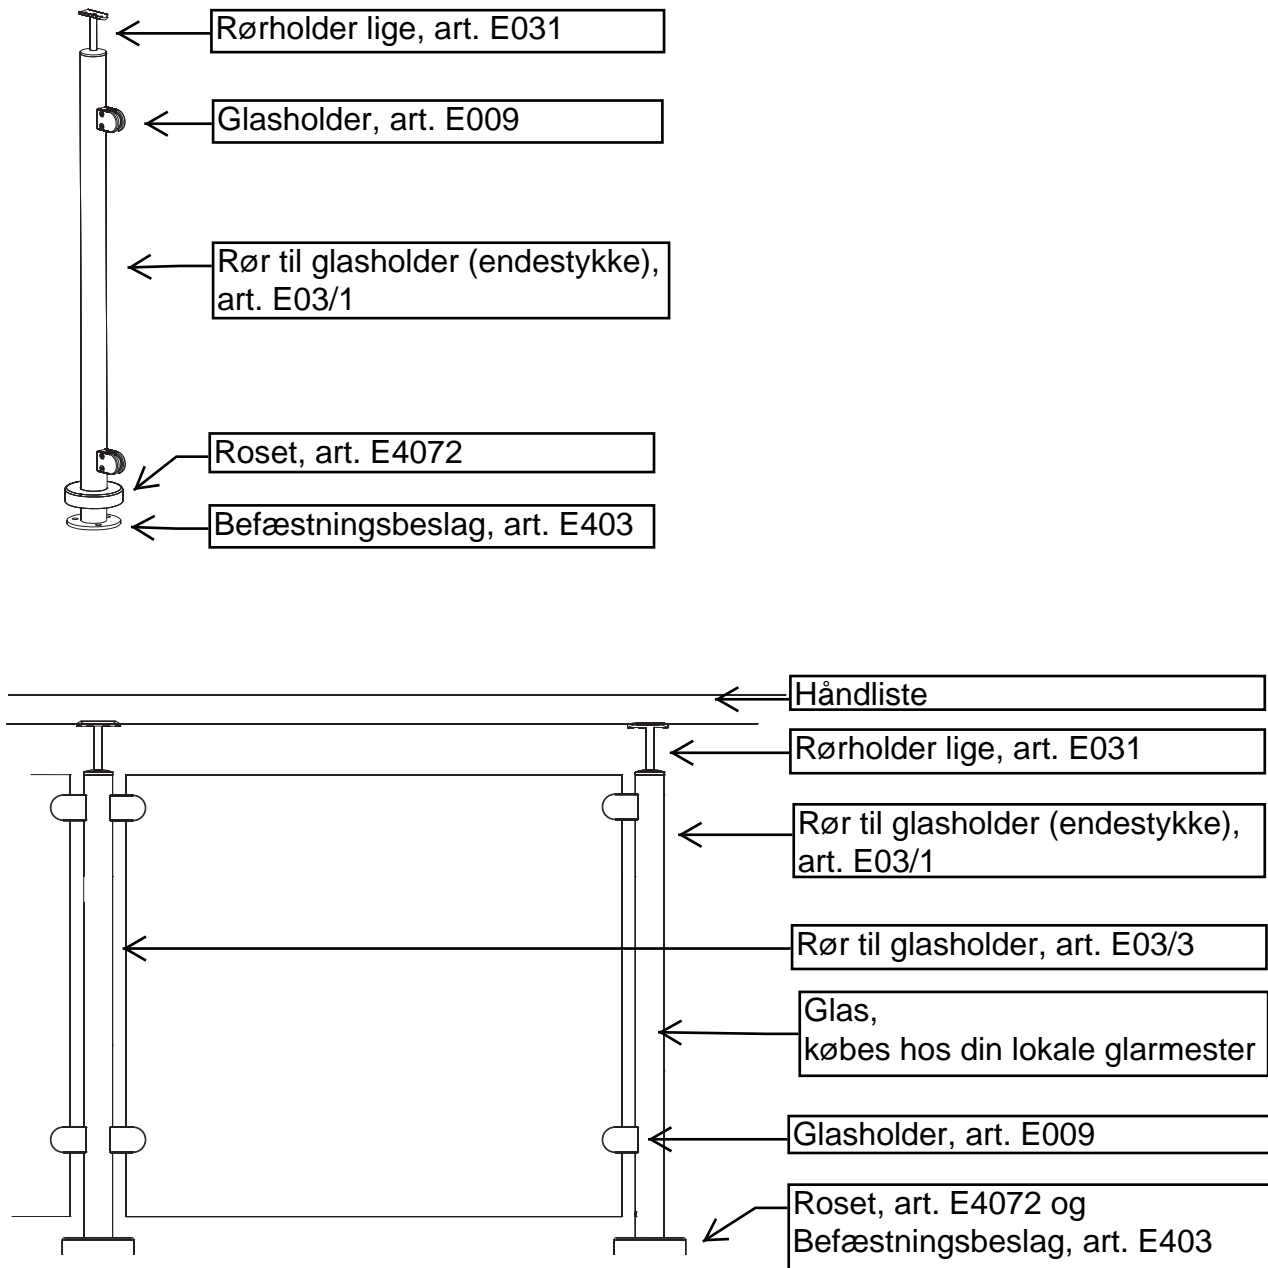 Rørholder lige, art. E031
Glasholder, art. E009
Rør til glasholder (endestykke),
art. E03/1
Roset, art. E4072
Befæstningsbeslag, art. E403
Håndliste
Rørholder lige, art. E031
Rør til glasholder (endestykke),
art. E03/1
Rør til glasholder, art. E03/3
Glas,
købes hos din lokale glarmester
Glasholder, art. E009
Roset, art. E4072 og
Befæstningsbeslag, art. E403